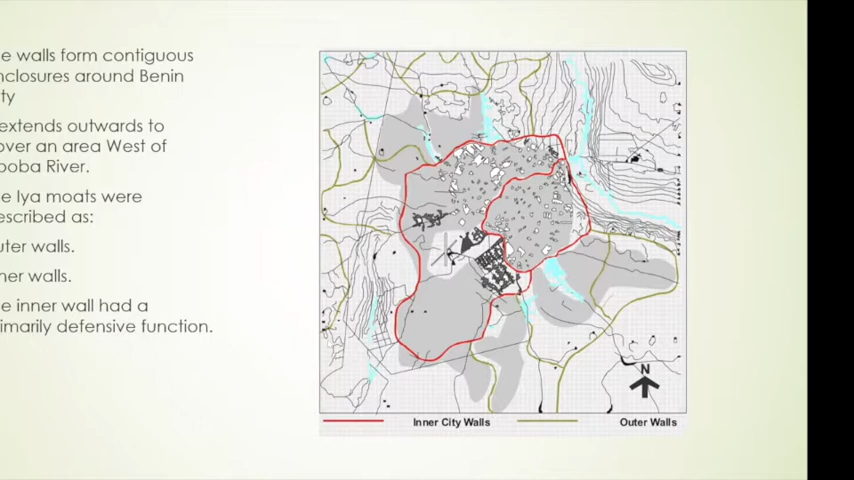 e walls form contiguous
nclosures around Benin
ty
extends outwards to
over an area West of
boba River.
e Iya moats were
escribed as:
uter walls.
ner walls.
e inner wall had a
imarily defensive function.
N
Inner City Walls
Outer Walls